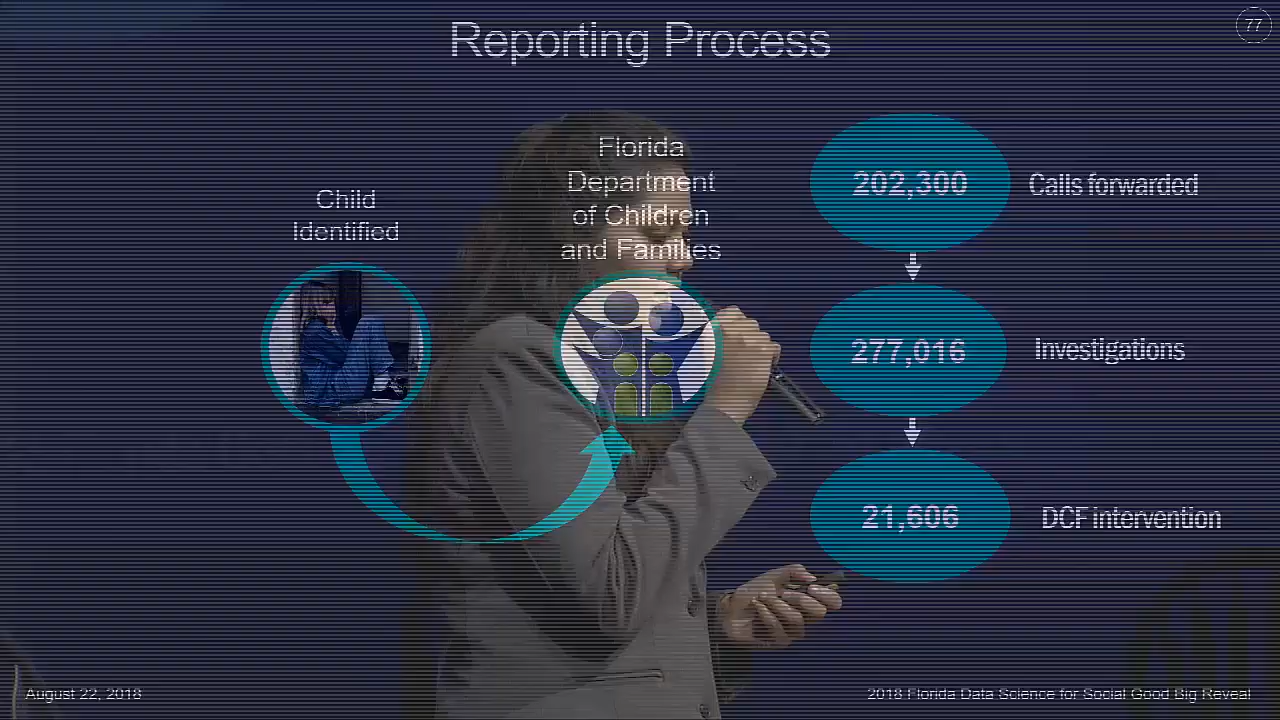 Reporting Process
77
Child
Identified
Florida
Department
of Children
and Families
202,300
Calls forwarded
277,016
Investigations
21,606
DCF intervention
August 22, 2018
2018 Florida Data Science for Social Good Big Reveal